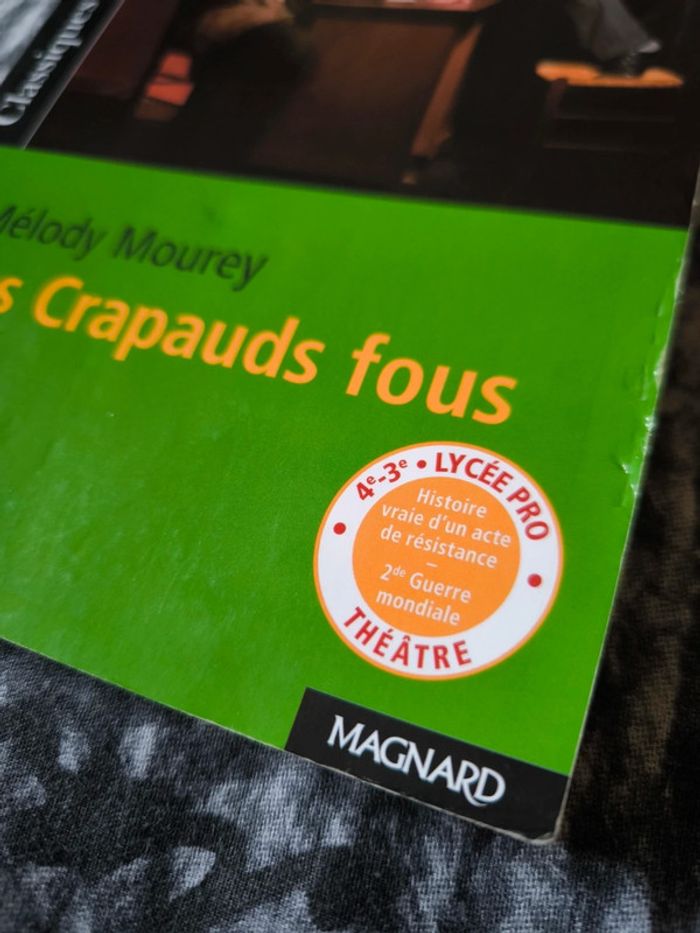 Classiques
Mélody Mourey
s Crapauds fous
4e-3e • LYCÉE PRO
Histoire
vraie d'un acte
de résistance
–
2de Guerre
mondiale
THÉÂTRE
MAGNARD